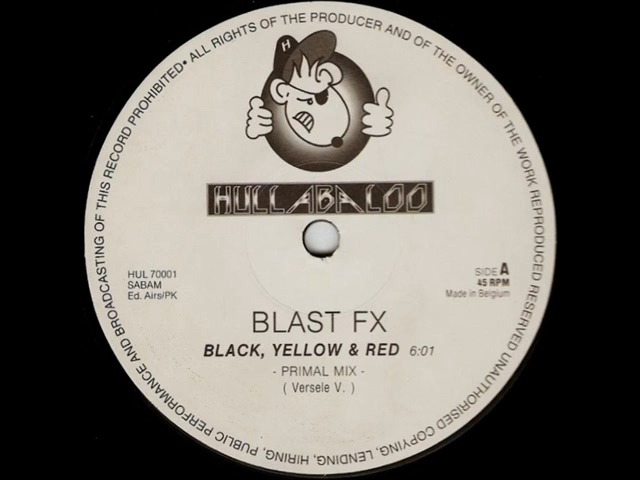 ALL RIGHTS OF THE PRODUCER AND OF THE OWNER OF THE WORK REPRODUCED RESERVED UNAUTHORISED COPYING, LENDING, HIRING, PUBLIC PERFORMANCE AND BROADCASTING OF THIS RECORD PROHIBITED•
H
HULLABALOO
HUL 70001
SABAM
Ed. Airs/PK
SIDE A
45 RPM
Made in Belgium
BLAST FX
BLACK, YELLOW & RED 6:01
- PRIMAL MIX -
( Versele V. )